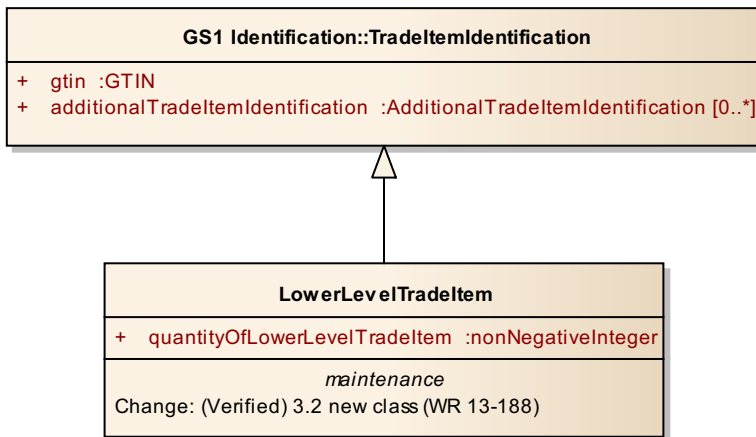 GS1 Identification::TradeItemIdentification
+ gtin :GTIN
+ additionalTradeItemIdentification :AdditionalTradeItemIdentification [0..*]
LowerLevelTradeItem
+ quantityOfLowerLevelTradeItem :nonNegativeInteger
maintenance
Change: (Verified) 3.2 new class (WR 13-188)